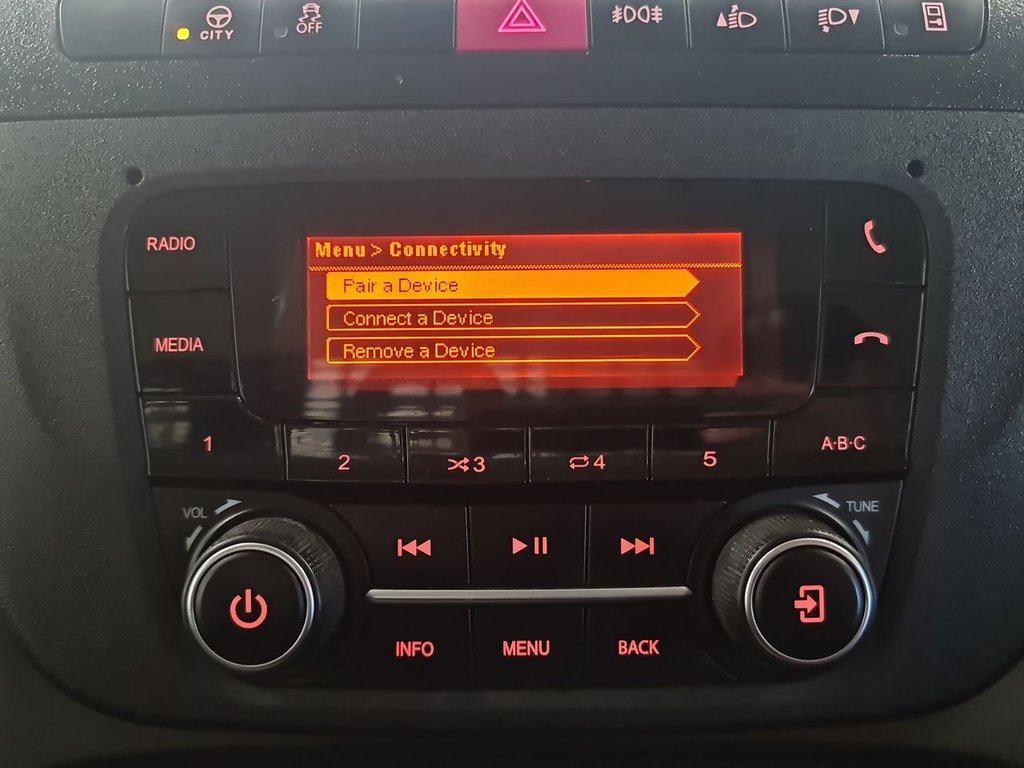 CITY
OFF
RADIO
Menu > Connectivity
Pair a Device
Connect a Device
Remove a Device
MEDIA
1
2
3
4
5
A·B·C
VOL
TUNE
INFO
MENU
BACK